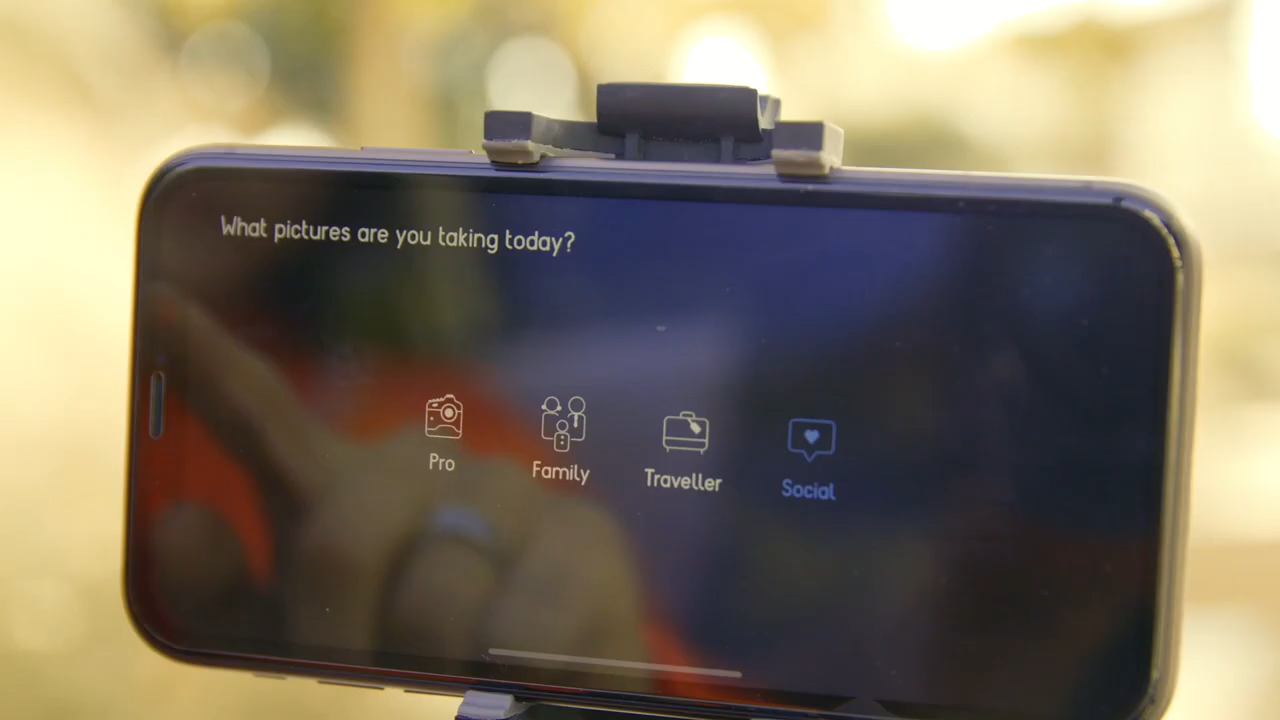 What pictures are you taking today?
Pro
Family
Traveller
Social